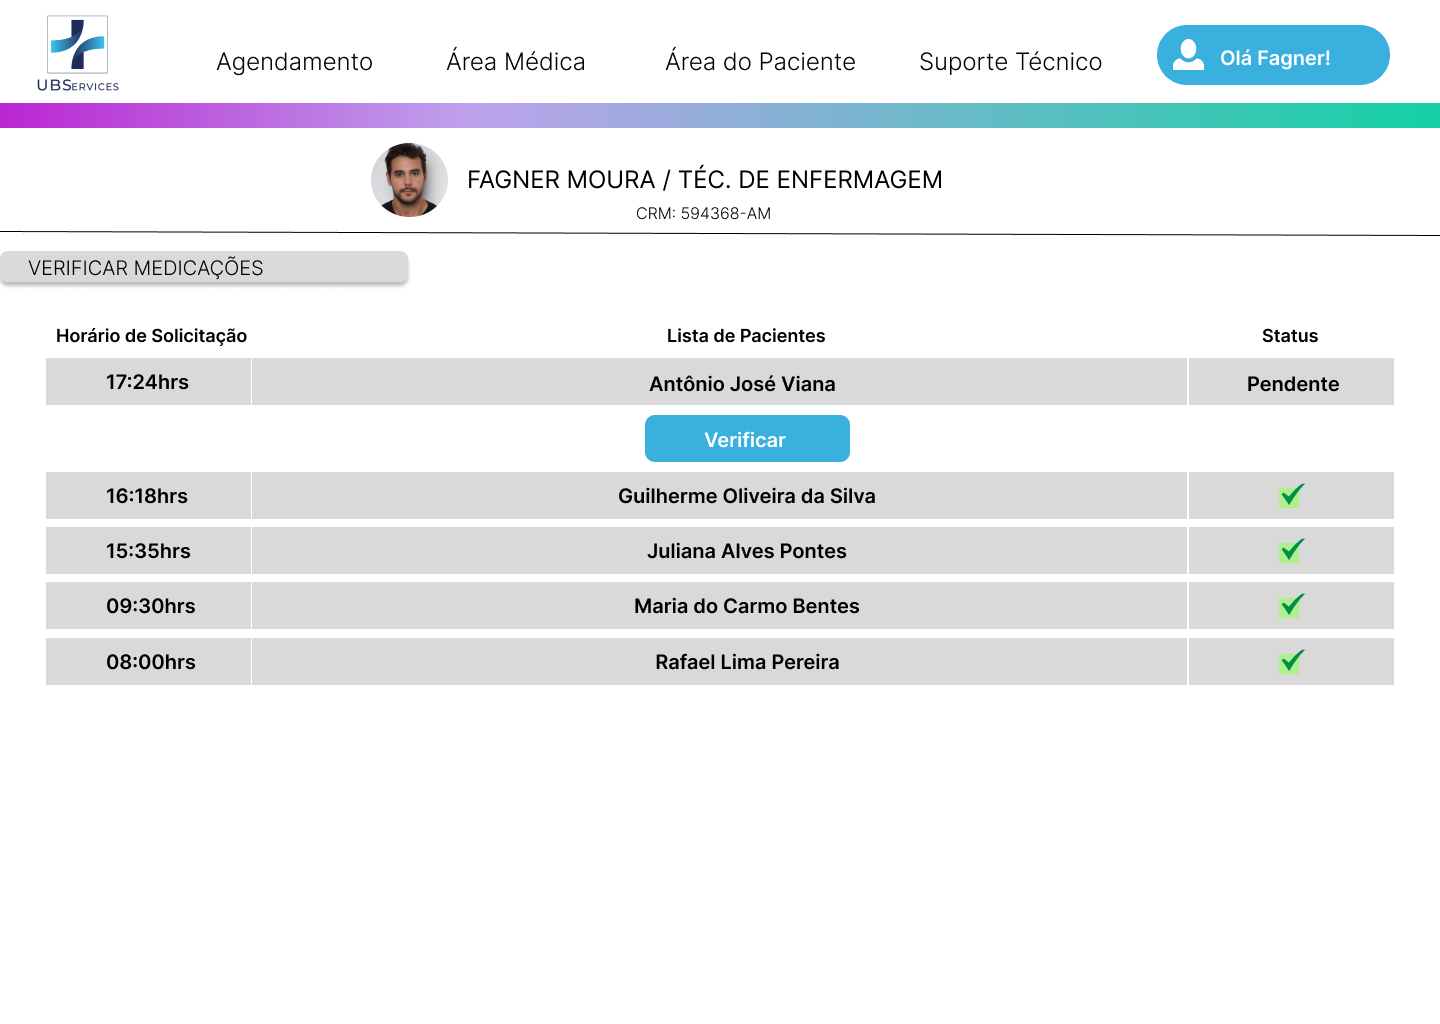 UBServices
Agendamento
Área Médica
Área do Paciente
Suporte Técnico
Olá Fagner!
FAGNER MOURA / TÉC. DE ENFERMAGEM
CRM: 594368-AM
VERIFICAR MEDICAÇÕES
Horário de Solicitação Lista de Pacientes Status
17:24hrs Antônio José Viana Pendente
Verificar
16:18hrs Guilherme Oliveira da Silva
15:35hrs Juliana Alves Pontes
09:30hrs Maria do Carmo Bentes
08:00hrs Rafael Lima Pereira